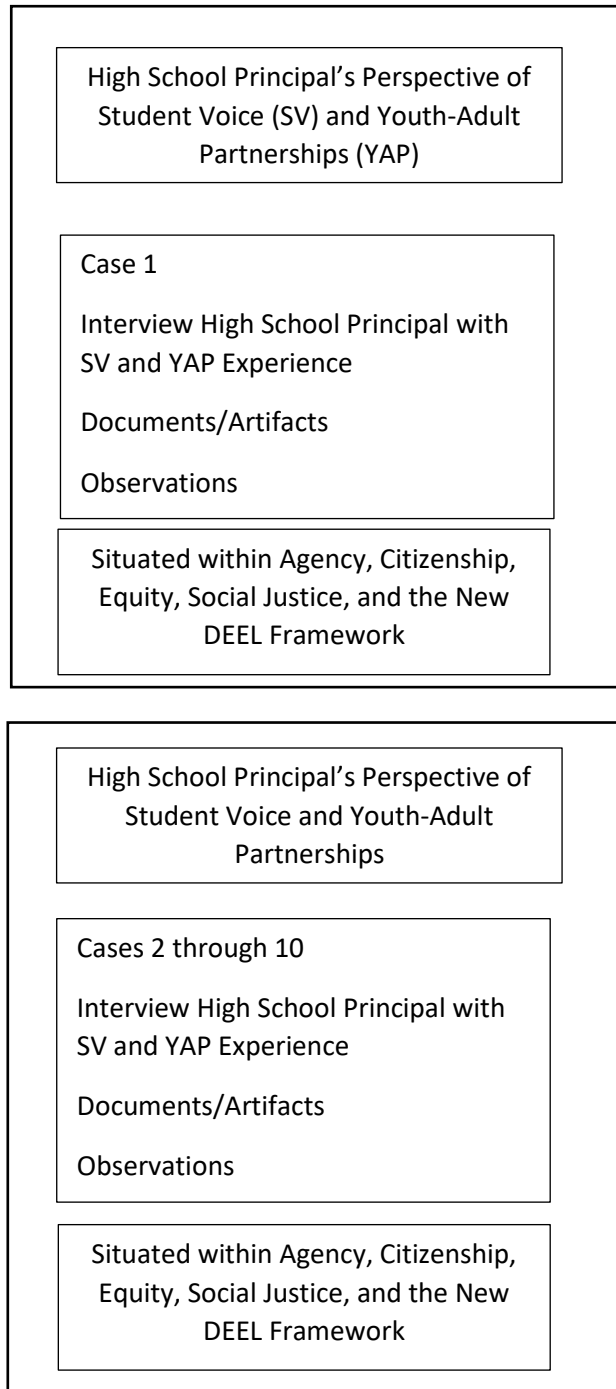 High School Principal’s Perspective of
Student Voice (SV) and Youth-Adult
Partnerships (YAP)
Case 1
Interview High School Principal with
SV and YAP Experience
Documents/Artifacts
Observations
Situated within Agency, Citizenship,
Equity, Social Justice, and the New
DEEL Framework
High School Principal’s Perspective of
Student Voice and Youth-Adult
Partnerships
Cases 2 through 10
Interview High School Principal with
SV and YAP Experience
Documents/Artifacts
Observations
Situated within Agency, Citizenship,
Equity, Social Justice, and the New
DEEL Framework